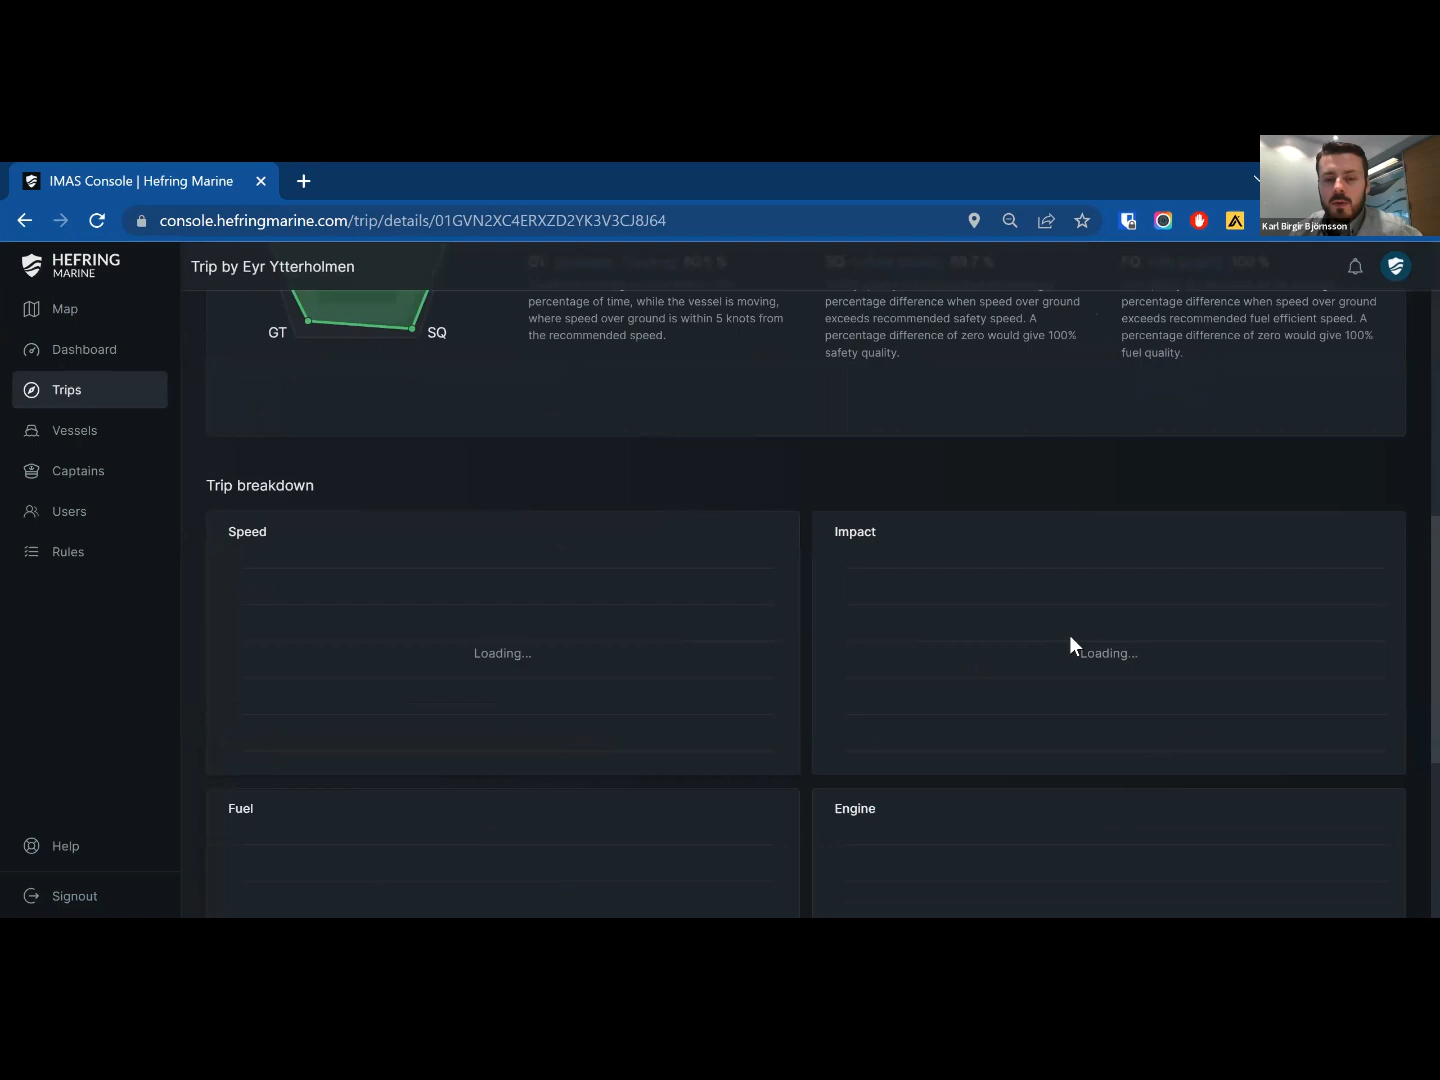 IMAS Console | Hefring Marine
console.hefringmarine.com/trip/details/01GVN2XC4ERXZD2YK3V3CJ8J64
Karl Birgir Björnsson
HEFRING
MARINE
Trip by Eyr Ytterholmen
Map
Dashboard
Trips
Vessels
Captains
Users
Rules
Help
Signout
GT
SQ
percentage of time, while the vessel is moving,
where speed over ground is within 5 knots from
the recommended speed.
percentage difference when speed over ground
exceeds recommended safety speed. A
percentage difference of zero would give 100%
safety quality.
percentage difference when speed over ground
exceeds recommended fuel efficient speed. A
percentage difference of zero would give 100%
fuel quality.
Trip breakdown
Speed
Loading...
Impact
Loading...
Fuel
Engine